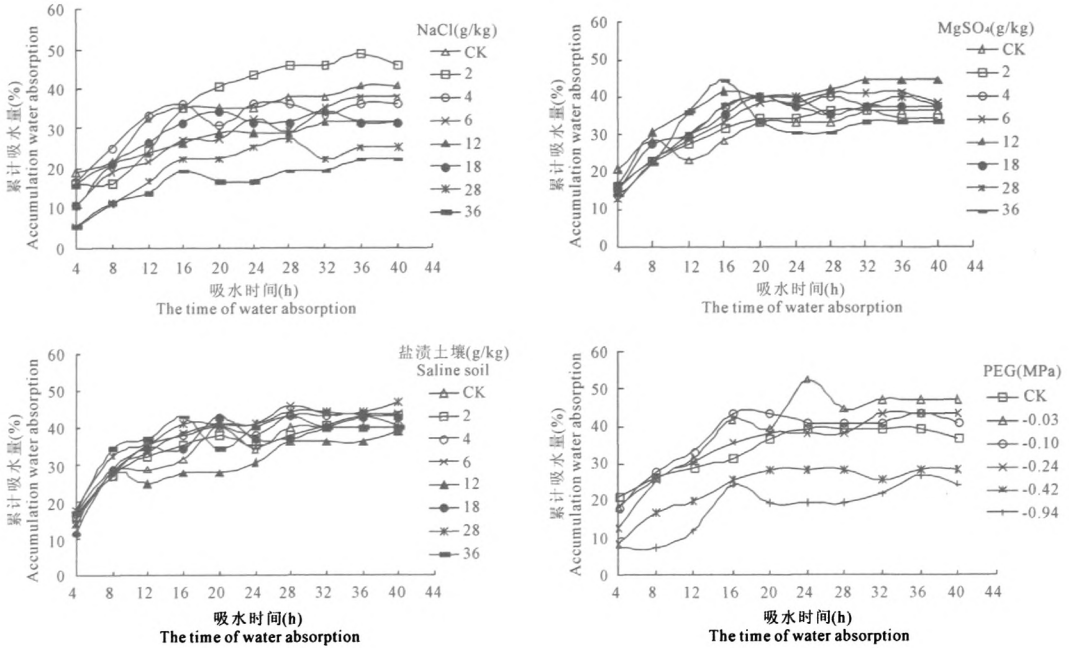 NaCl(g/kg)
CK
2
4
6
12
18
28
36
累计吸水量(%)
Accumulation water absorption
60
50
40
30
20
10
0
4 8 12 16 20 24 28 32 36 40 44
吸水时间(h)
The time of water absorption
MgSO₄(g/kg)
CK
2
4
6
12
18
28
36
累计吸水量(%)
Accumulation water absorption
60
50
40
30
20
10
0
4 8 12 16 20 24 28 32 36 40 44
吸水时间(h)
The time of water absorption
盐渍土壤(g/kg)
Saline soil
CK
2
4
6
12
18
28
36
累计吸水量(%)
Accumulation water absorption
60
50
40
30
20
10
0
4 8 12 16 20 24 28 32 36 40 44
吸水时间(h)
The time of water absorption
PEG(MPa)
CK
-0.03
-0.10
-0.24
-0.42
-0.94
累计吸水量(%)
Accumulation water absorption
60
50
40
30
20
10
0
4 8 12 16 20 24 28 32 36 40 44
吸水时间(h)
The time of water absorption